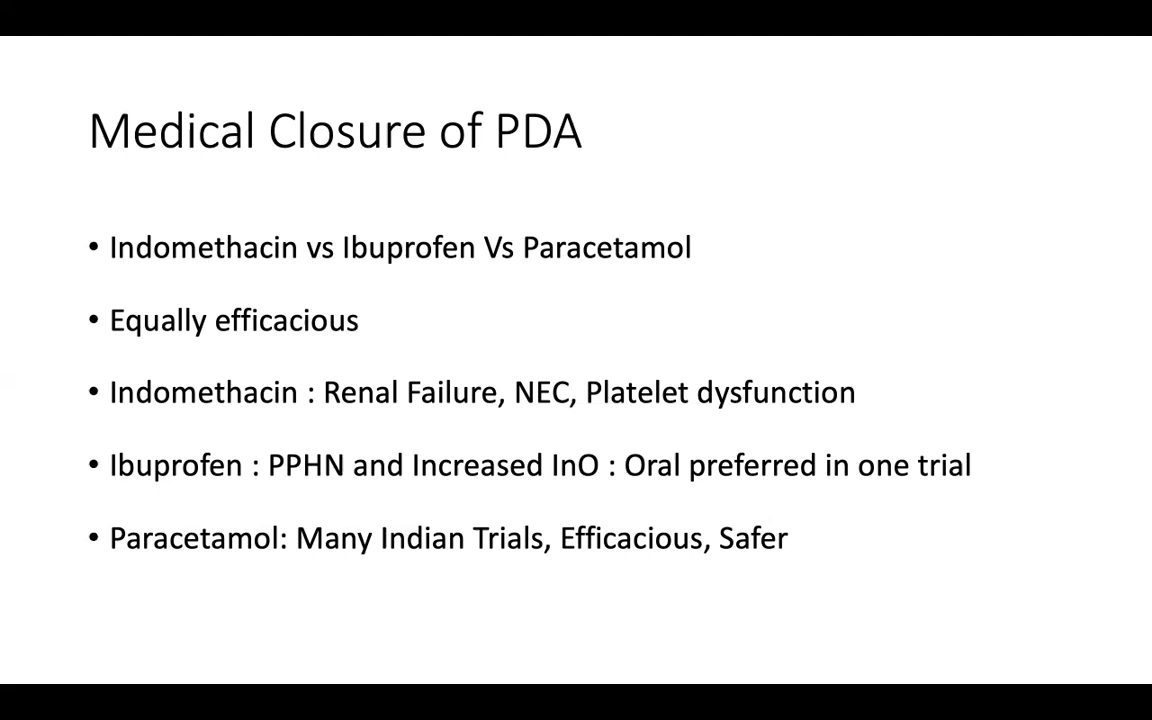 Medical Closure of PDA
• Indomethacin vs Ibuprofen Vs Paracetamol
• Equally efficacious
• Indomethacin : Renal Failure, NEC, Platelet dysfunction
• Ibuprofen : PPHN and Increased InO : Oral preferred in one trial
• Paracetamol: Many Indian Trials, Efficacious, Safer